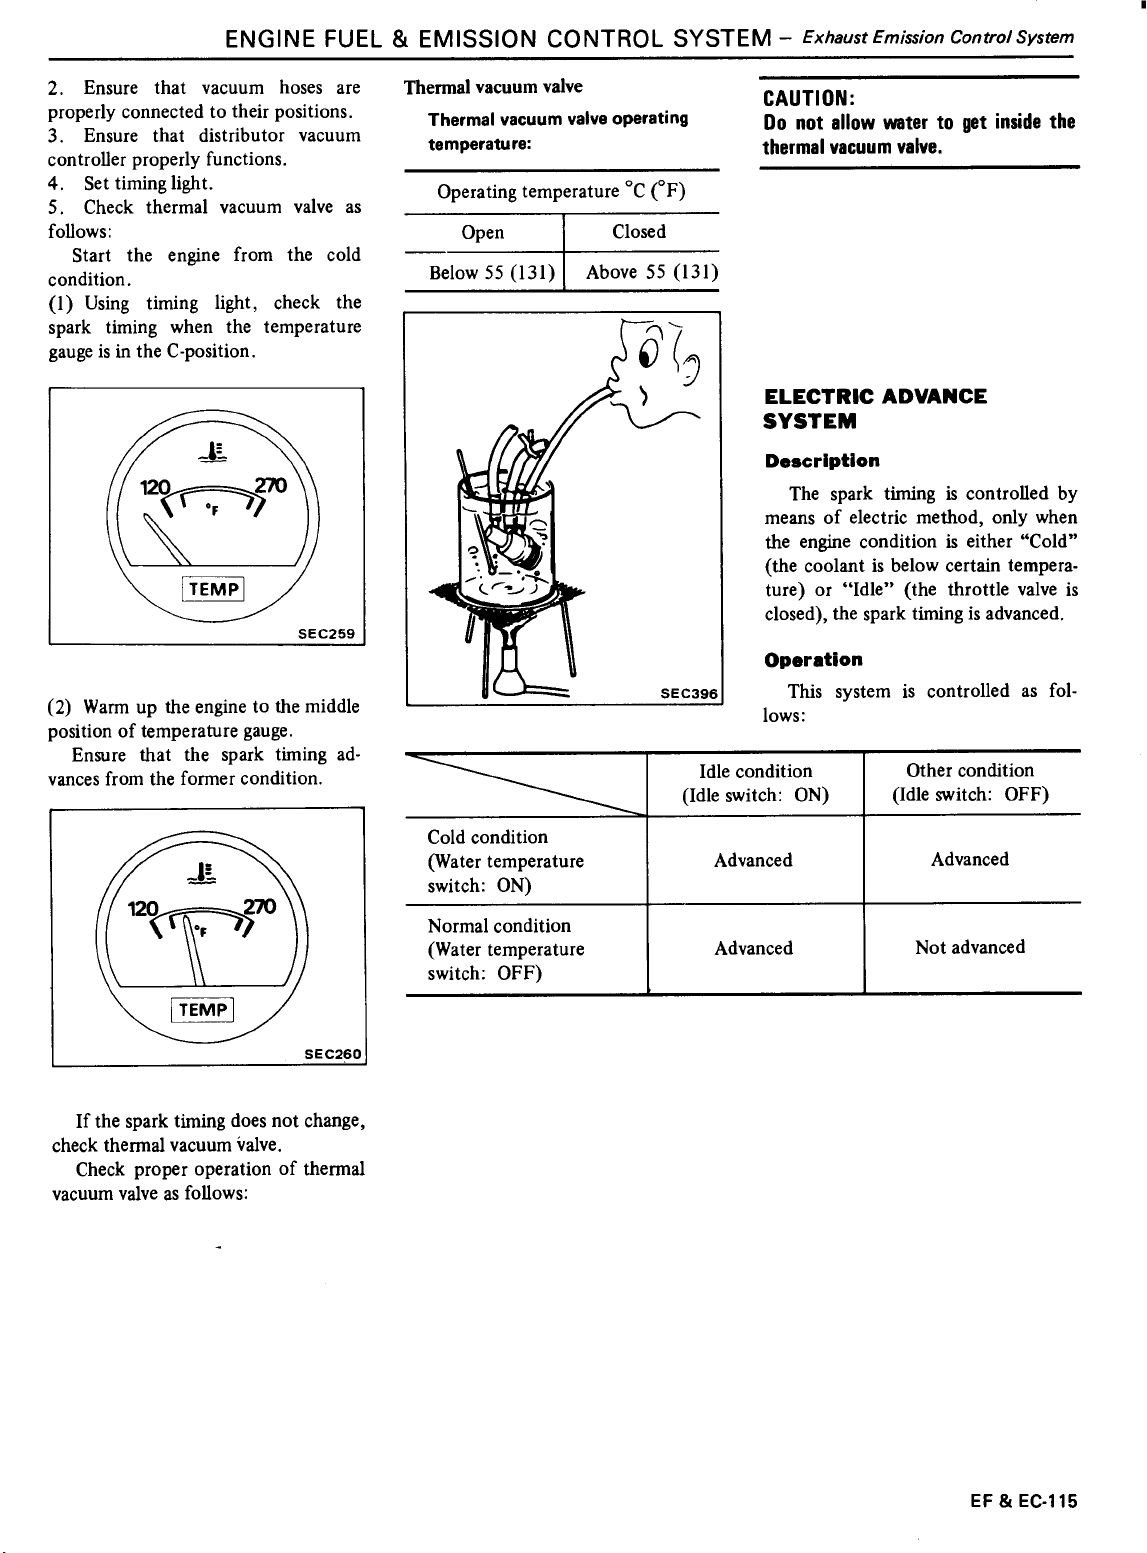 ENGINE FUEL & EMISSION CONTROL SYSTEM – Exhaust Emission Control System
2. Ensure that vacuum hoses are
properly connected to their positions.
3. Ensure that distributor vacuum
controller properly functions.
4. Set timing light.
5. Check thermal vacuum valve as
follows:
Start the engine from the cold
condition.
(1) Using timing light, check the
spark timing when the temperature
gauge is in the C-position.
120
270
°F
TEMP
SEC259
(2) Warm up the engine to the middle
position of temperature gauge.
Ensure that the spark timing ad-
vances from the former condition.
120
270
°F
TEMP
SEC260
If the spark timing does not change,
check thermal vacuum valve.
Check proper operation of thermal
vacuum valve as follows:
Thermal vacuum valve
Thermal vacuum valve operating
temperature:
Operating temperature °C (°F)
Open Closed
Below 55 (131) Above 55 (131)
SEC396
CAUTION:
Do not allow water to get inside the
thermal vacuum valve.
ELECTRIC ADVANCE
SYSTEM
Description
The spark timing is controlled by
means of electric method, only when
the engine condition is either “Cold”
(the coolant is below certain tempera-
ture) or “Idle” (the throttle valve is
closed), the spark timing is advanced.
Operation
This system is controlled as fol-
lows:
Idle condition
(Idle switch: ON)
Other condition
(Idle switch: OFF)
Cold condition
(Water temperature
switch: ON)
Advanced
Advanced
Normal condition
(Water temperature
switch: OFF)
Advanced
Not advanced
EF & EC-115